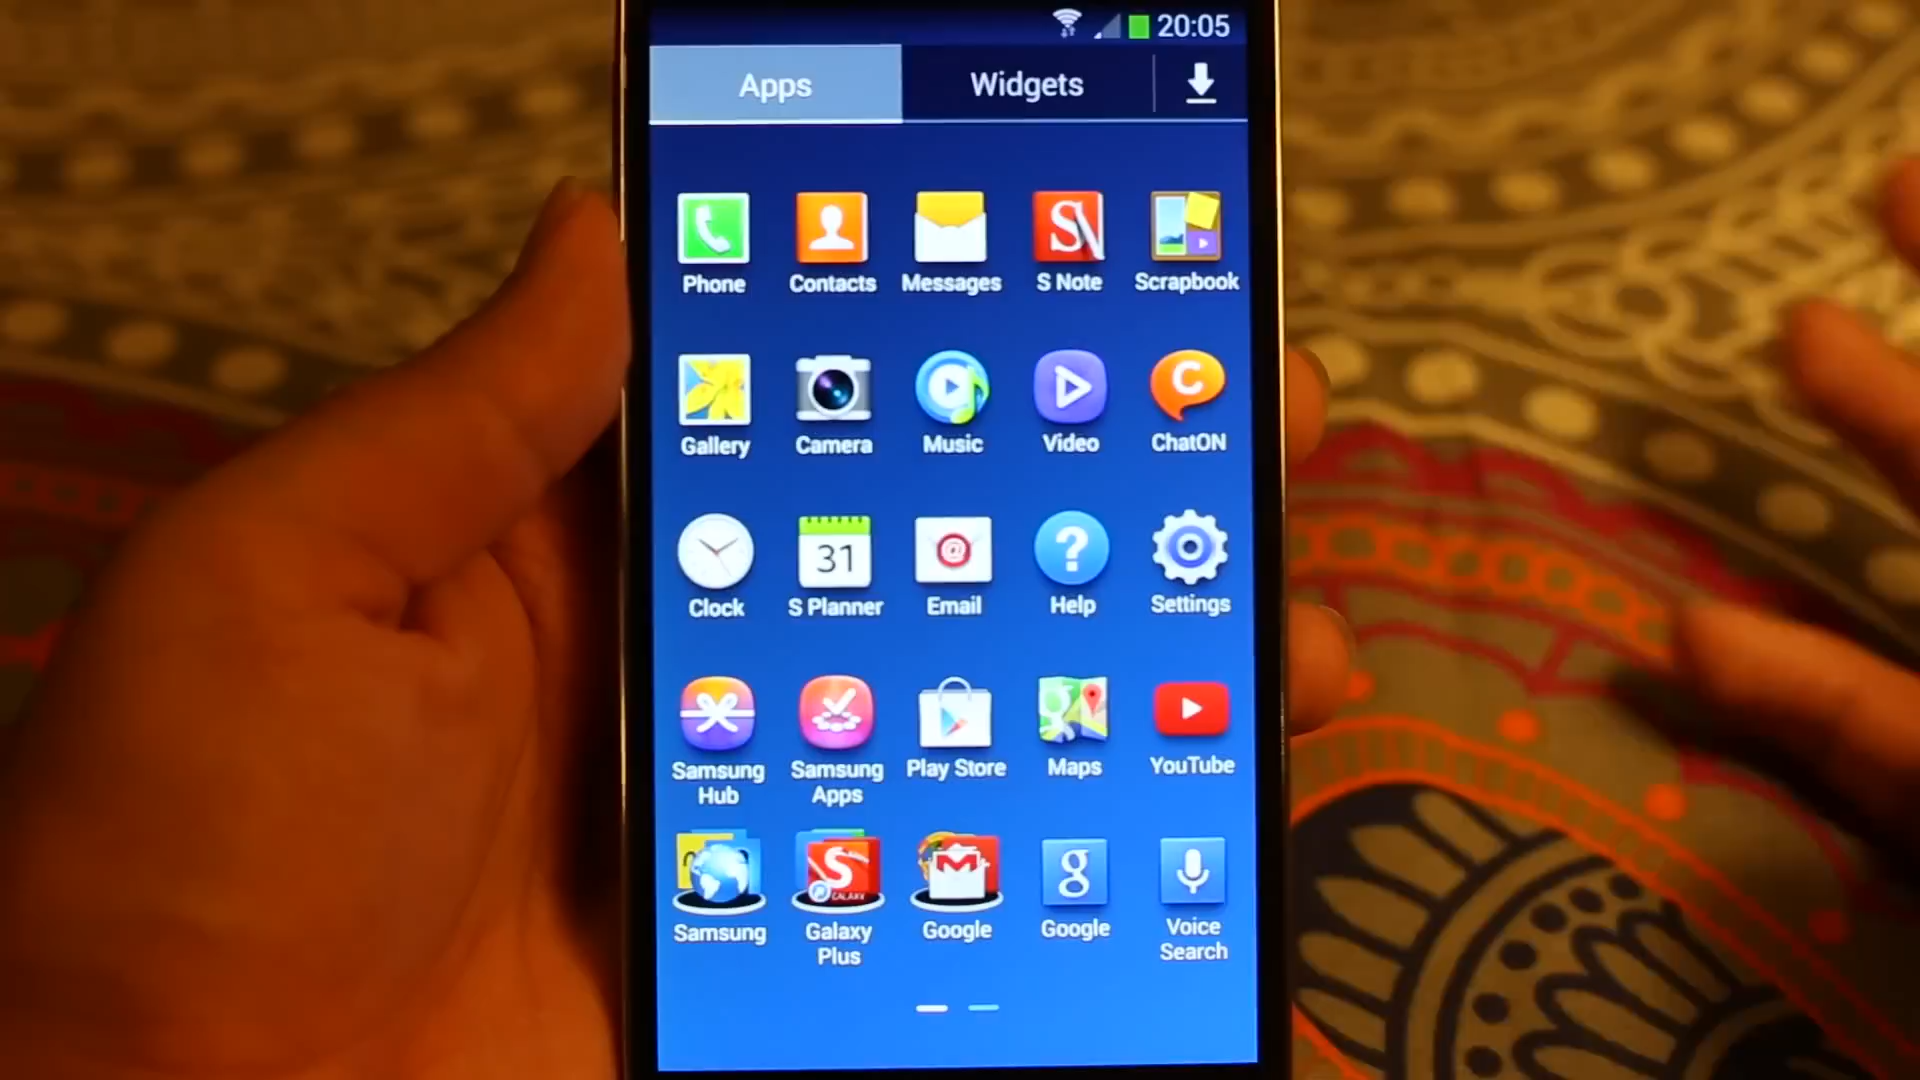 20:05
Apps Widgets
Phone Contacts Messages S Note Scrapbook
Gallery Camera Music Video ChatON
31
Clock S Planner Email Help Settings
Samsung Hub Samsung Apps Play Store Maps YouTube
GALAXY
Samsung Galaxy Plus Google Google Voice Search